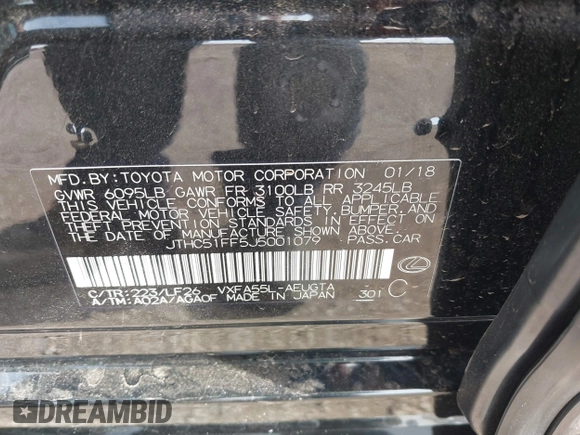 MFD.BY:TOYOTA MOTOR CORPORATION 01/18
GVWR 6095LB GAWR FR 3100LB RR 3245LB
THIS VEHICLE CONFORMS TO ALL APPLICABLE
FEDERAL MOTOR VEHICLE SAFETY,BUMPER,AND
THEFT PREVENTION STANDARDS IN EFFECT ON
THE DATE OF MANUFACTURE SHOWN ABOVE.
JTHC51FF5J5001079 PASS.CAR
C/TR:223/LF26 VXFA55L-AEUGTA
A/TM:A02A/AGA0F MADE IN JAPAN 301 C
DREAMBID